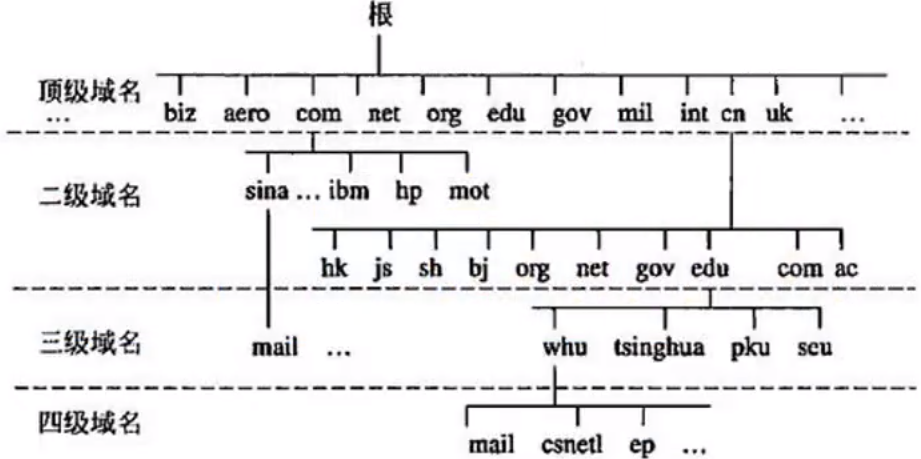 根
顶级域名
biz aero com net org edu gov mil int cn uk ...
...
二级域名
sina ... ibm hp mot
hk js sh bj org net gov edu com ac
三级域名
mail ...
whu tsinghua pku scu
四级域名
mail csnetl ep ...